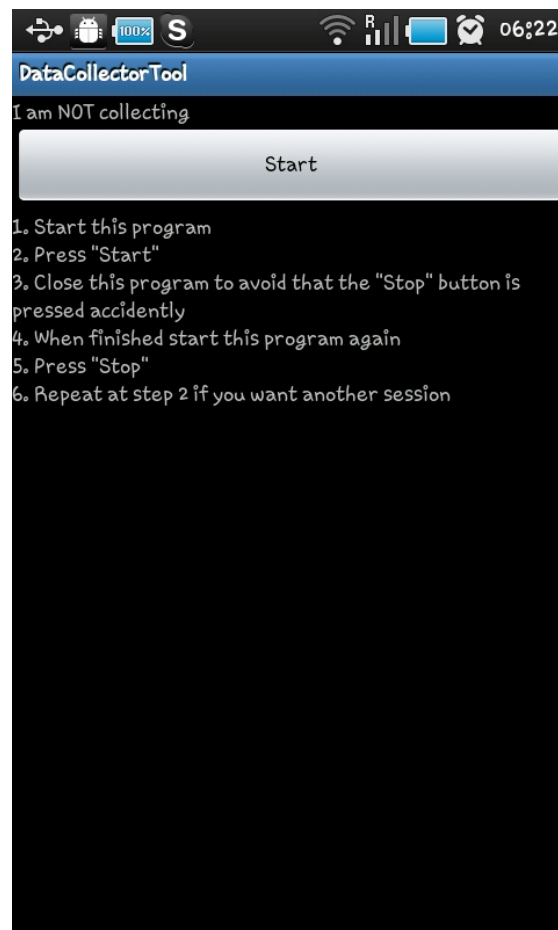 100% S R 06:22
DataCollectorTool
I am NOT collecting
Start
1. Start this program
2. Press "Start"
3. Close this program to avoid that the "Stop" button is
pressed accidently
4. When finished start this program again
5. Press "Stop"
6. Repeat at step 2 if you want another session